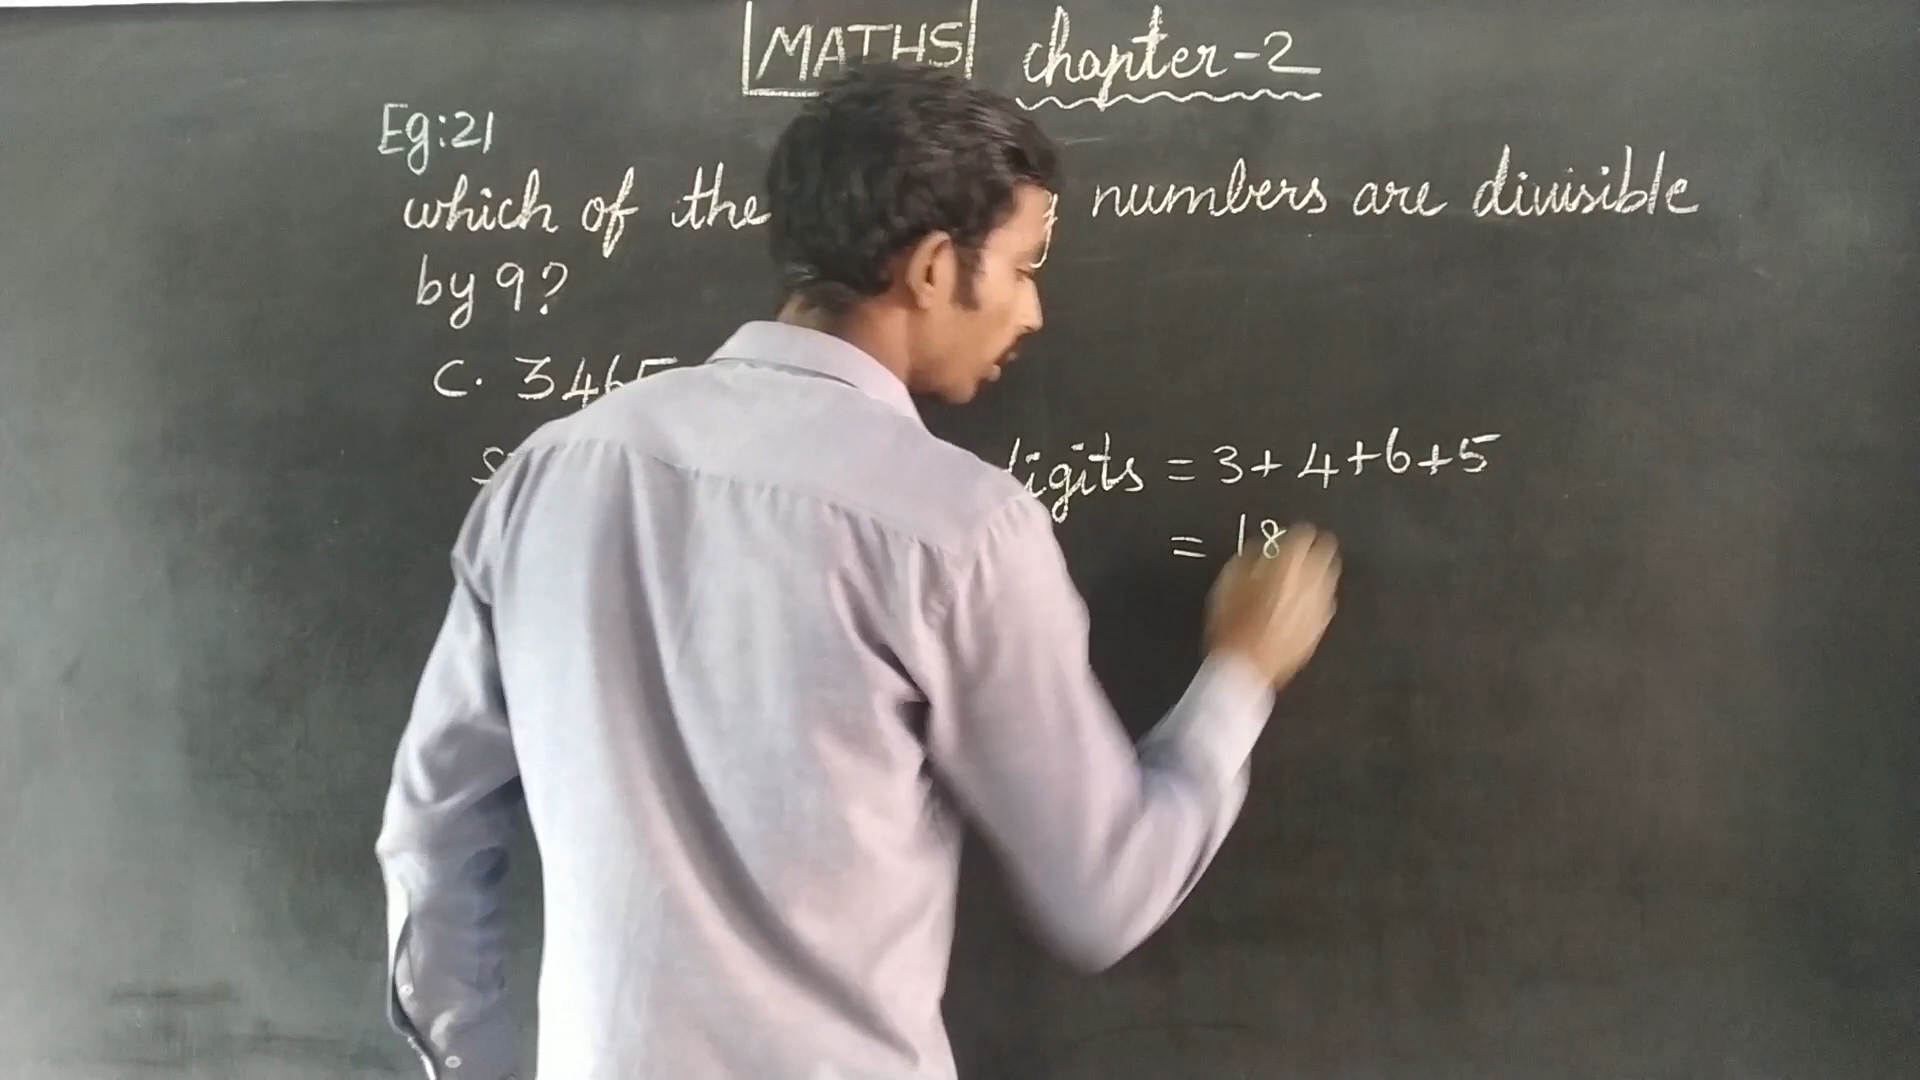 MATHS chapter-2
Eg:21
which of the numbers are divisible
by 9?
C. 3465
digits = 3+4+6+5
= 18